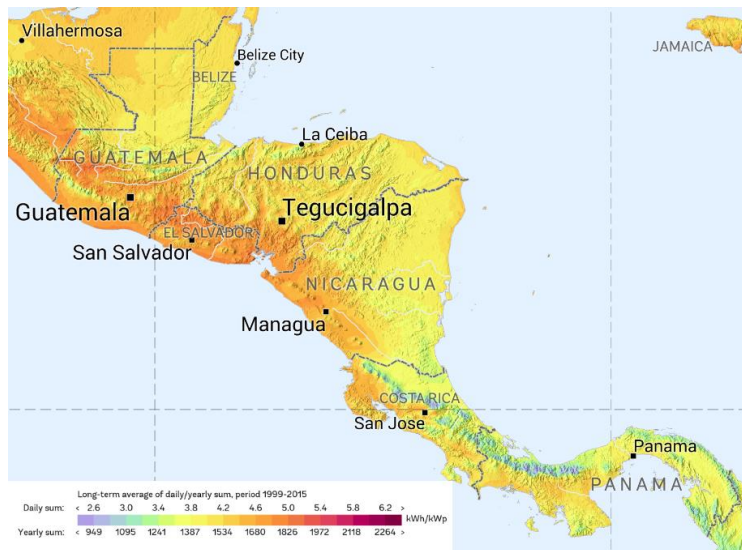 Villahermosa
Belize City
BELIZE
JAMAICA
La Ceiba
GUATEMALA
HONDURAS
Guatemala
Tegucigalpa
EL SALVADOR
San Salvador
NICARAGUA
Managua
COSTA RICA
San Jose
Panama
PANAMA
Long-term average of daily/yearly sum, period 1999-2015
Daily sum: < 2.6 3.0 3.4 3.8 4.2 4.6 5.0 5.4 5.8 6.2 >
kWh/kWp
Yearly sum: < 949 1095 1241 1387 1534 1680 1826 1972 2118 2264 >